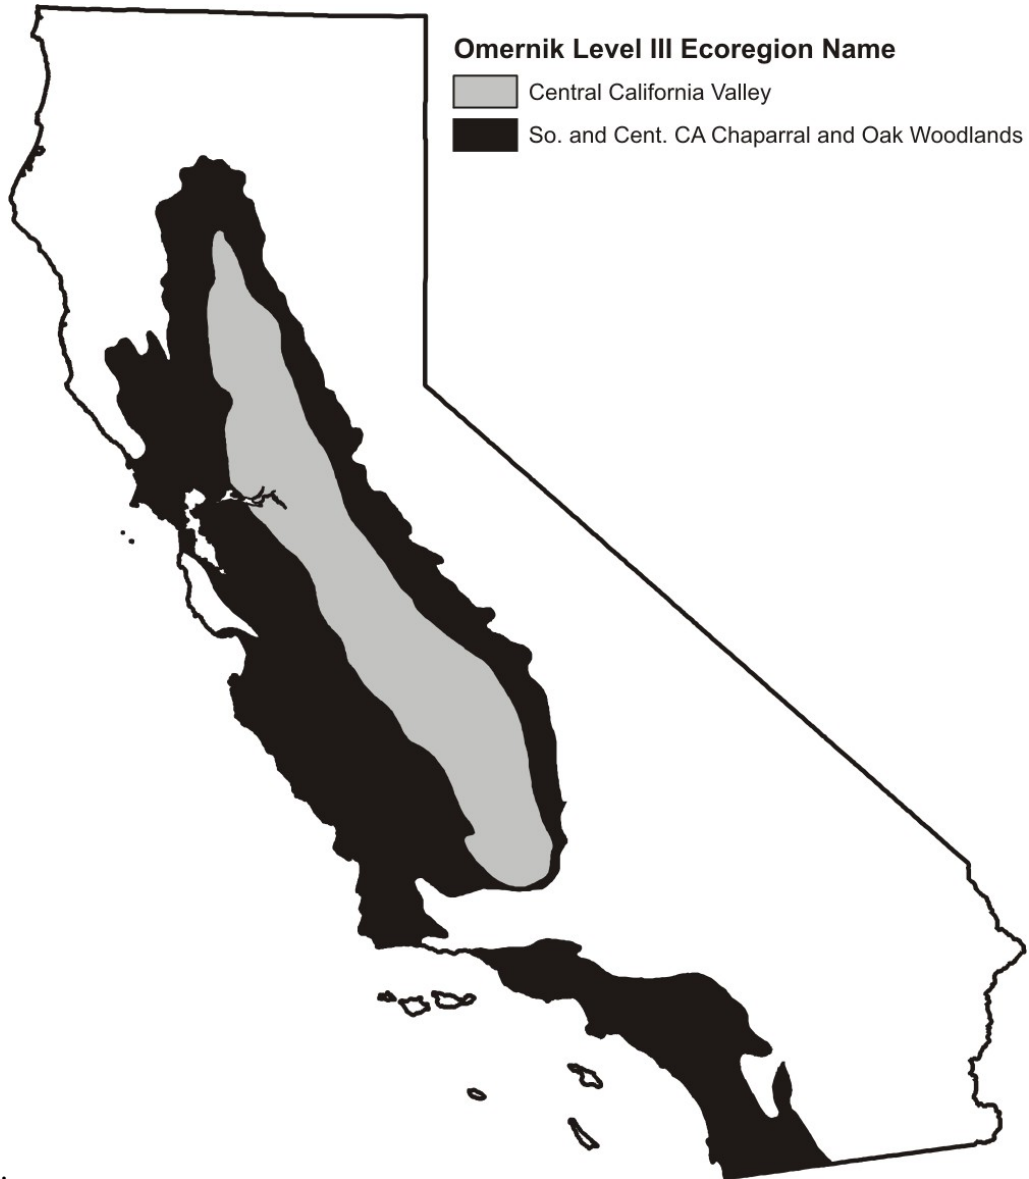 Omernik Level III Ecoregion Name
Central California Valley
So. and Cent. CA Chaparral and Oak Woodlands